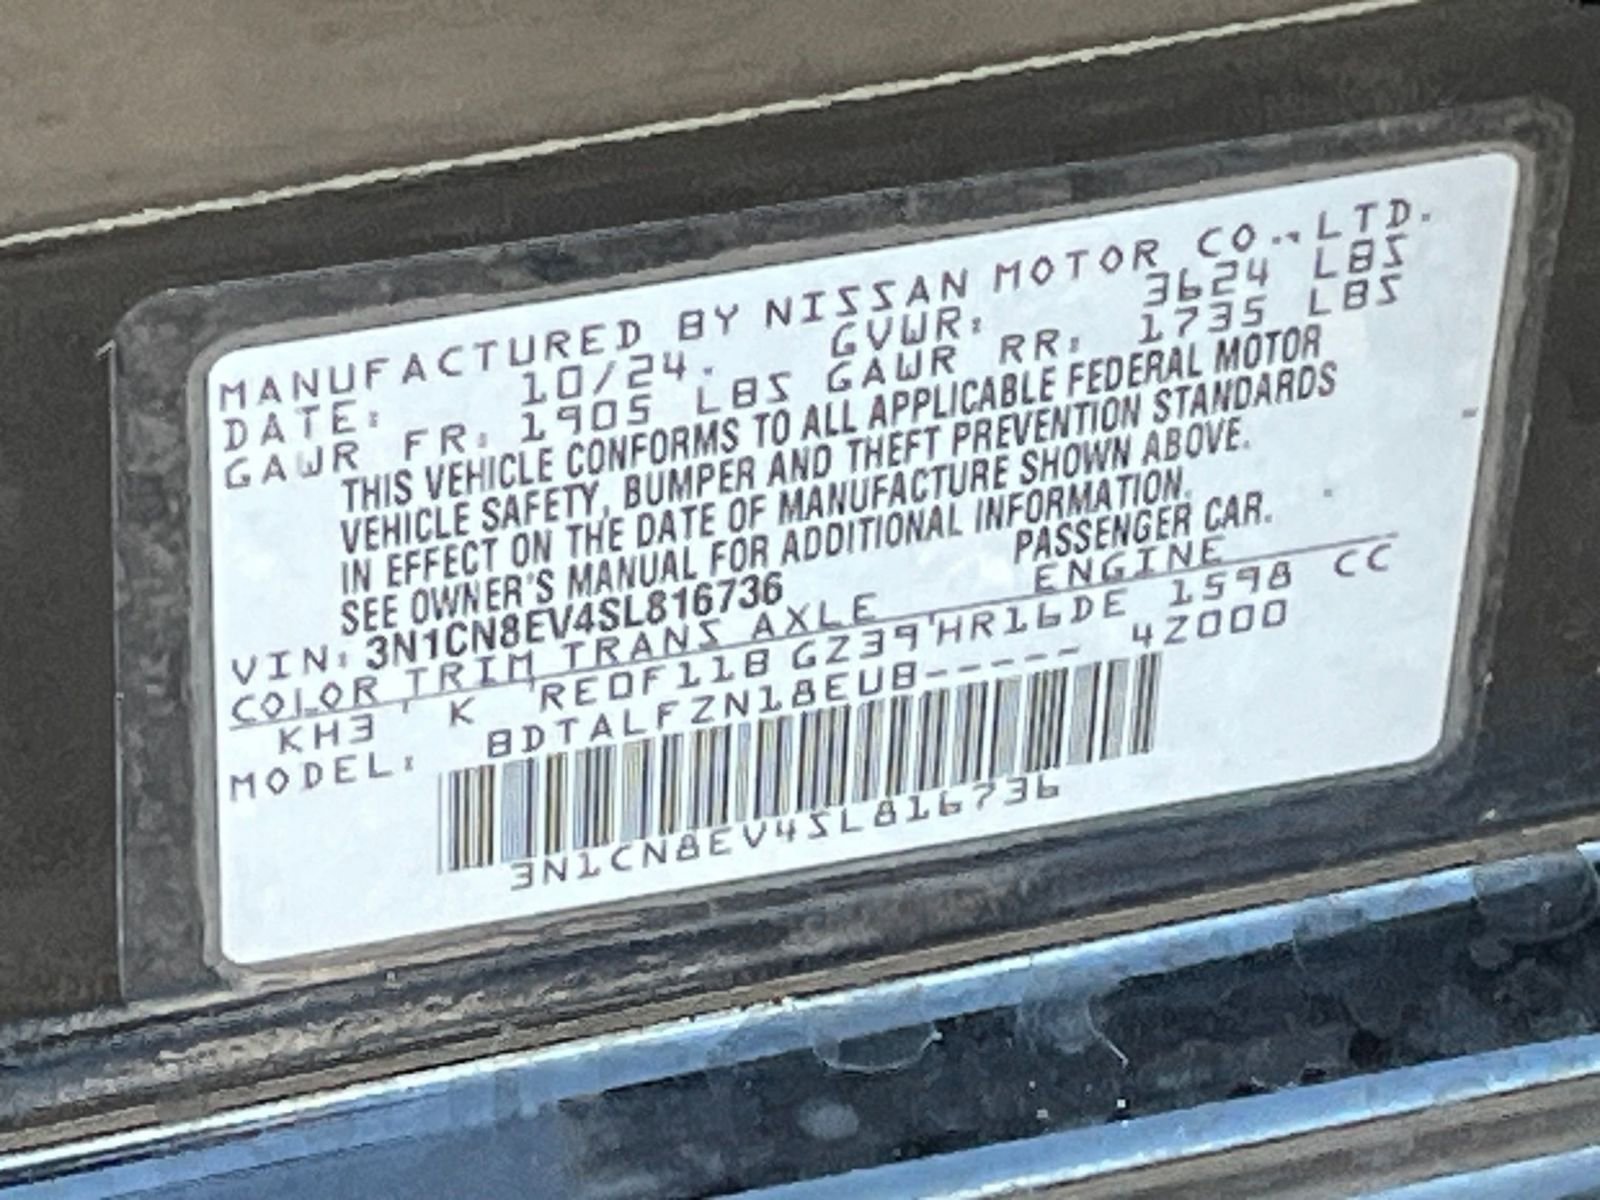 MANUFACTURED BY NISSAN MOTOR CO., LTD.
DATE: 10/24. GVWR: 3624 LBS
GAWR FR: 1905 LBS GAWR RR: 1735 LBS
THIS VEHICLE CONFORMS TO ALL APPLICABLE FEDERAL MOTOR
VEHICLE SAFETY, BUMPER AND THEFT PREVENTION STANDARDS
IN EFFECT ON THE DATE OF MANUFACTURE SHOWN ABOVE.
SEE OWNER'S MANUAL FOR ADDITIONAL INFORMATION.
VIN: 3N1CN8EV4SL816736 PASSENGER CAR.
COLOR TRIM TRANS AXLE ENGINE
KH3 K RE0F11B GZ39 HR16DE 1598 CC
MODEL: BDTALFZN18EUB----- 4Z000
3N1CN8EV4SL816736